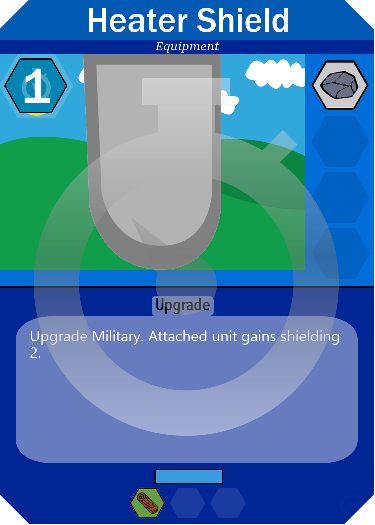 Heater Shield
Equipment
1
Upgrade
Upgrade Military. Attached unit gains shielding
2.